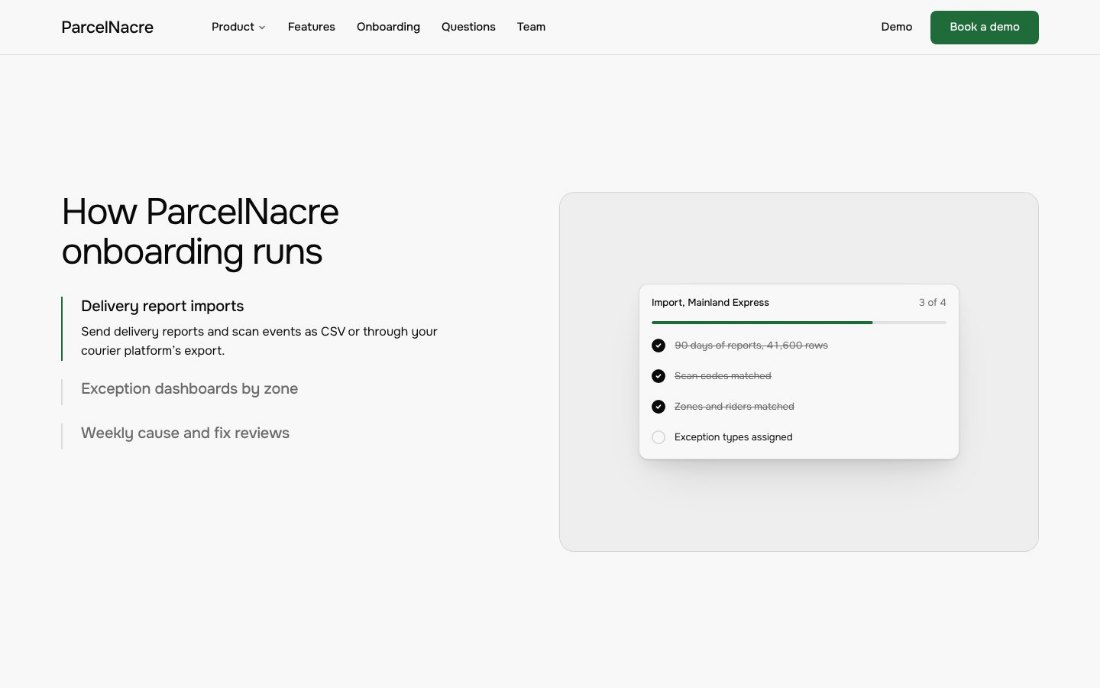 ParcelNacre
Product
Features
Onboarding
Questions
Team
Demo
Book a demo
How ParcelNacre
onboarding runs
Delivery report imports
Send delivery reports and scan events as CSV or through your
courier platform's export.
Exception dashboards by zone
Weekly cause and fix reviews
Import, Mainland Express
3 of 4
90 days of reports, 41,600 rows
Scan codes matched
Zones and riders matched
Exception types assigned